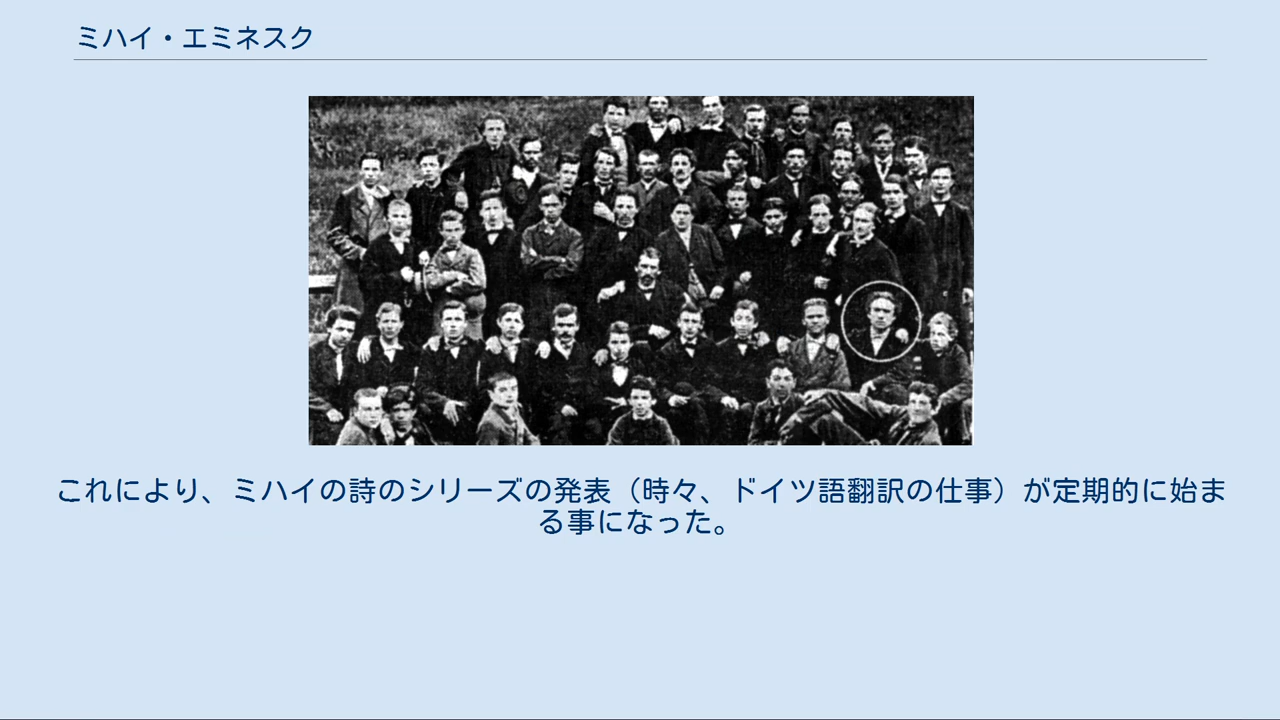 ミハイ・エミネスク
これにより、ミハイの詩のシリーズの発表（時々、ドイツ語翻訳の仕事）が定期的に始ま
る事になった。